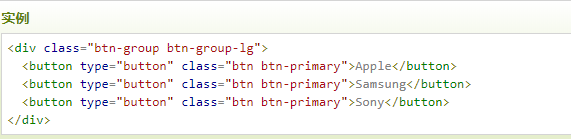 实例
<div class="btn-group btn-group-lg">
  <button type="button" class="btn btn-primary">Apple</button>
  <button type="button" class="btn btn-primary">Samsung</button>
  <button type="button" class="btn btn-primary">Sony</button>
</div>